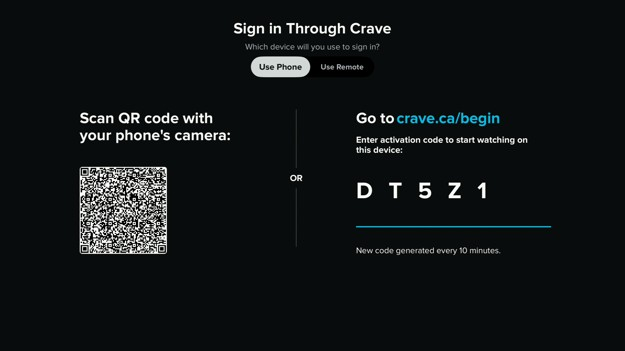 Sign in Through Crave
Which device will you use to sign in?
Use Phone
Use Remote
Scan QR code with
your phone's camera:
OR
Go to crave.ca/begin
Enter activation code to start watching on
this device:
D T 5 Z 1
New code generated every 10 minutes.